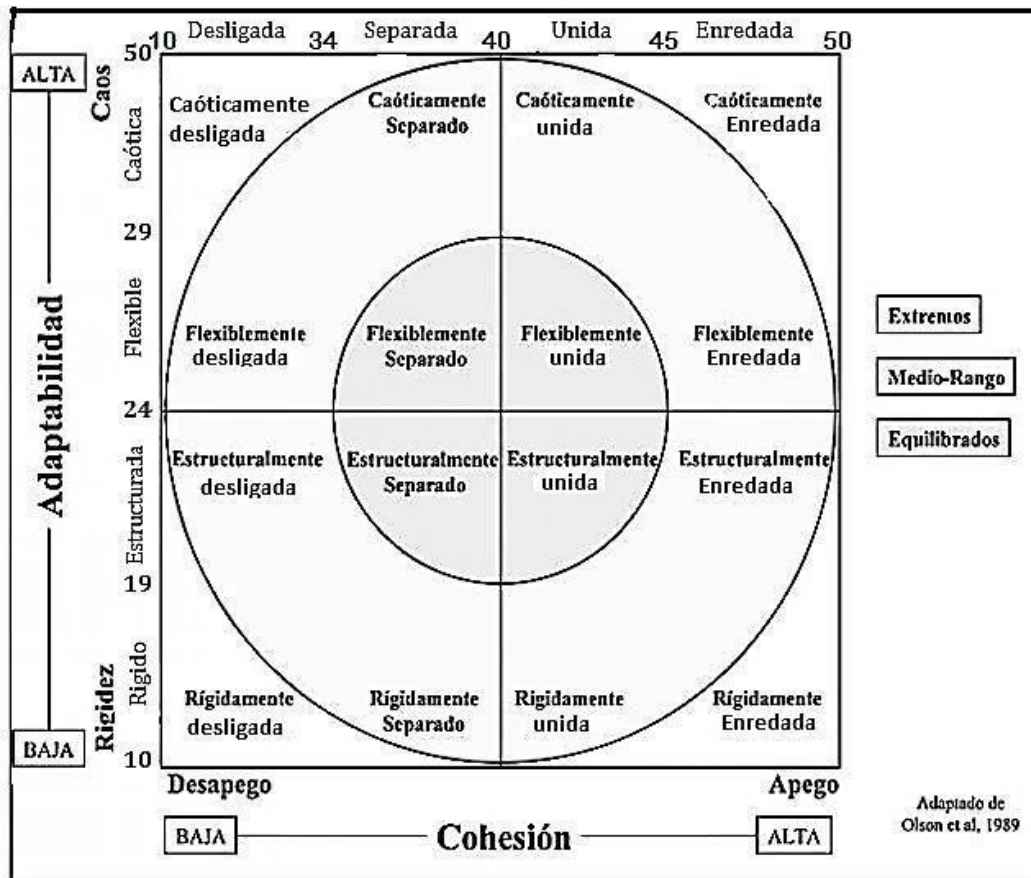 Desligada Separada Unida Enredada
50 10 34 40 45 50
ALTA
Caos
Caótica
29
Flexible
24
Estructurada
19
Rígido
Rigidez
BAJA
10
Adaptabilidad
Caóticamente
desligada
Caóticamente
Separado
Caóticamente
unida
Caóticamente
Enredada
Flexiblemente
desligada
Flexiblemente
Separado
Flexiblemente
unida
Flexiblemente
Enredada
Estructuralmente
desligada
Estructuralmente
Separado
Estructuralmente
unida
Estructuralmente
Enredada
Rígidamente
desligada
Rígidamente
Separado
Rigidamente
unida
Rígidamente
Enredada
Extremos
Medio-Rango
Equilibrados
Desapego Apego
BAJA Cohesión ALTA
Adaptado de
Olson et al, 1989